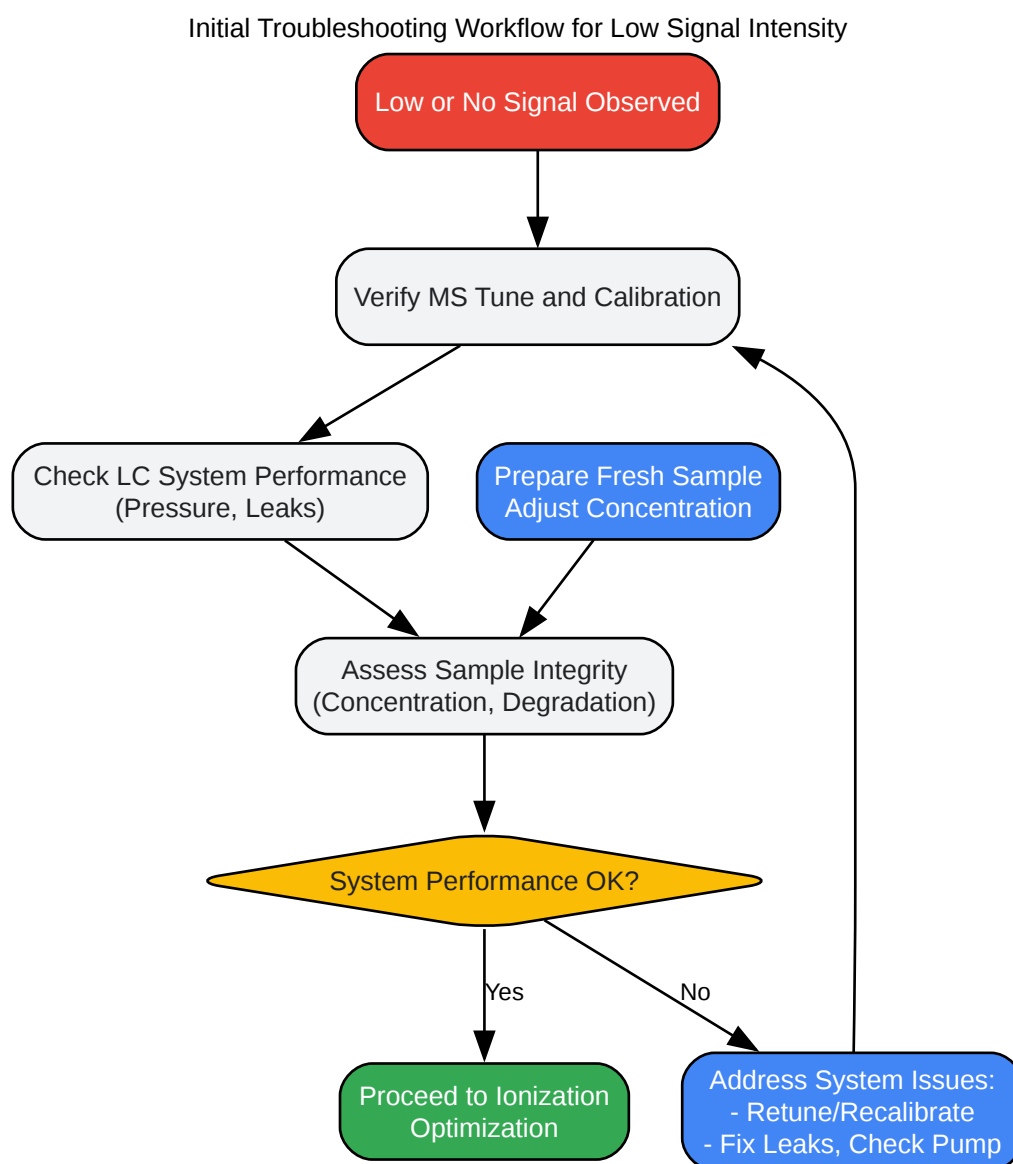 Initial Troubleshooting Workflow for Low Signal Intensity
Low or No Signal Observed
Verify MS Tune and Calibration
Check LC System Performance
(Pressure, Leaks)
Prepare Fresh Sample
Adjust Concentration
Assess Sample Integrity
(Concentration, Degradation)
System Performance OK?
Yes
No
Proceed to Ionization
Optimization
Address System Issues:
- Retune/Recalibrate
- Fix Leaks, Check Pump